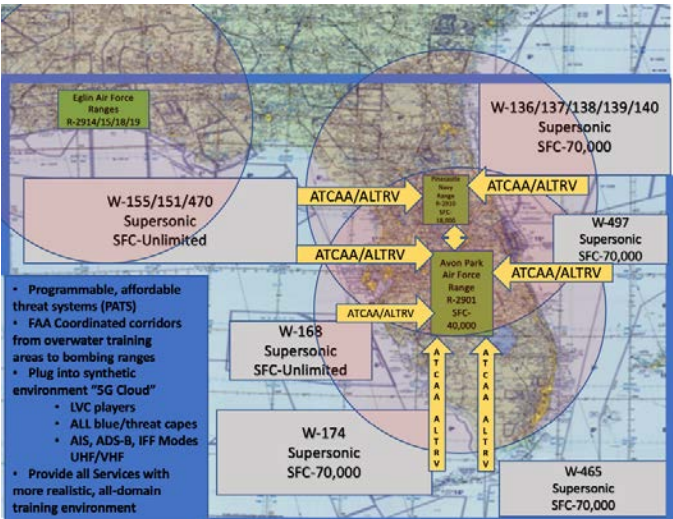 Eglin Air Force
Ranges
R-2914/15/18/19
W-136/137/138/139/140
Supersonic
SFC-70,000
Pinecastle
Navy
Range
R-2910
SFC-
ATCAA/ALTRV
ATCAA/ALTRV
W-155/151/470
Supersonic
SFC-Unlimited
W-497
Supersonic
SFC-70,000
ATCAA/ALTRV
ATCAA/ALTRV
Avon Park
Air Force
Range
R-2901
SFC-
40,000
ATCAA/ALTRV
W-168
Supersonic
SFC-Unlimited
ATCAA ALTRV
ATCAA ALTRV
W-174
Supersonic
SFC-70,000
W-465
Supersonic
SFC-70,000
• Programmable, affordable
threat systems (PATS)
• FAA Coordinated corridors
from overwater training
areas to bombing ranges
• Plug into synthetic
environment "5G Cloud"
• LVC players
• ALL blue/threat capes
• AIS, ADS-B, IFF Modes
UHF/VHF
• Provide all Services with
more realistic, all-domain
training environment